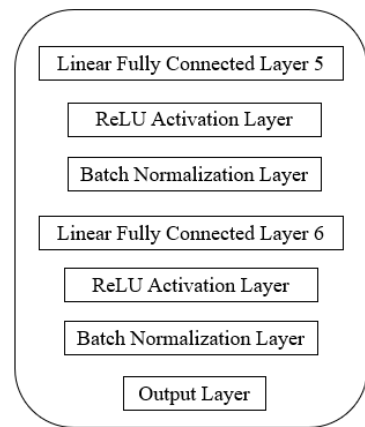 Linear Fully Connected Layer 5
ReLU Activation Layer
Batch Normalization Layer
Linear Fully Connected Layer 6
ReLU Activation Layer
Batch Normalization Layer
Output Layer